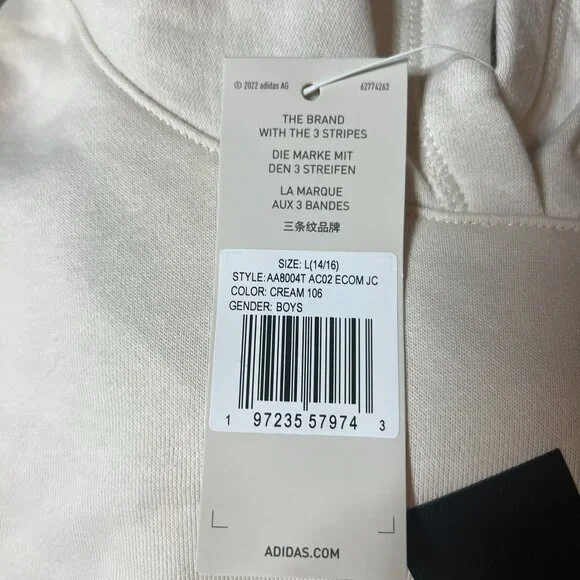 © 2022 adidas AG 62774263
THE BRAND
WITH THE 3 STRIPES
DIE MARKE MIT
DEN 3 STREIFEN
LA MARQUE
AUX 3 BANDES
三条纹品牌
SIZE: L(14/16)
STYLE: AA8004T AC02 ECOM JC
COLOR: CREAM 106
GENDER: BOYS
1 97235 57974 3
ADIDAS.COM